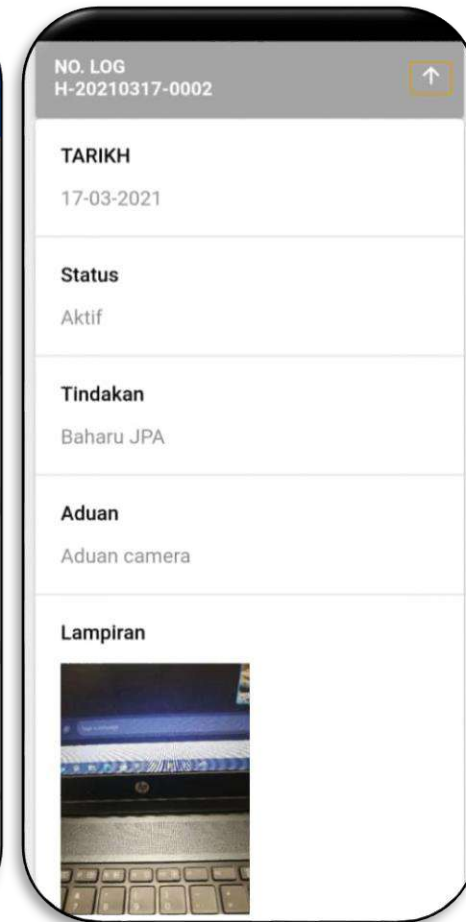 NO. LOG
H-20210317-0002
TARIKH
17-03-2021
Status
Aktif
Tindakan
Baharu JPA
Aduan
Aduan camera
Lampiran
hp